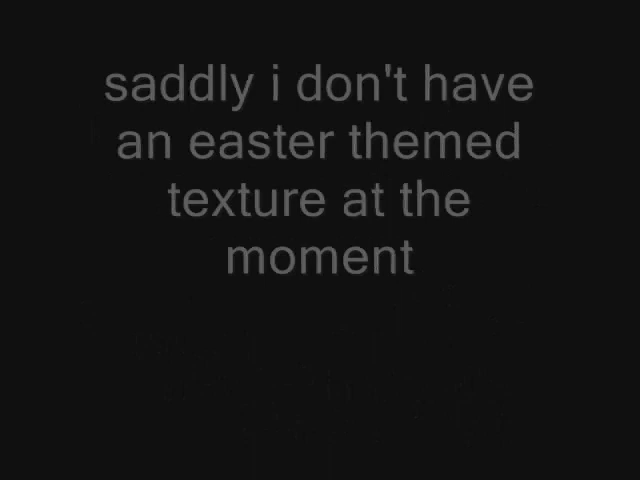 saddly i don't have
an easter themed
texture at the
moment